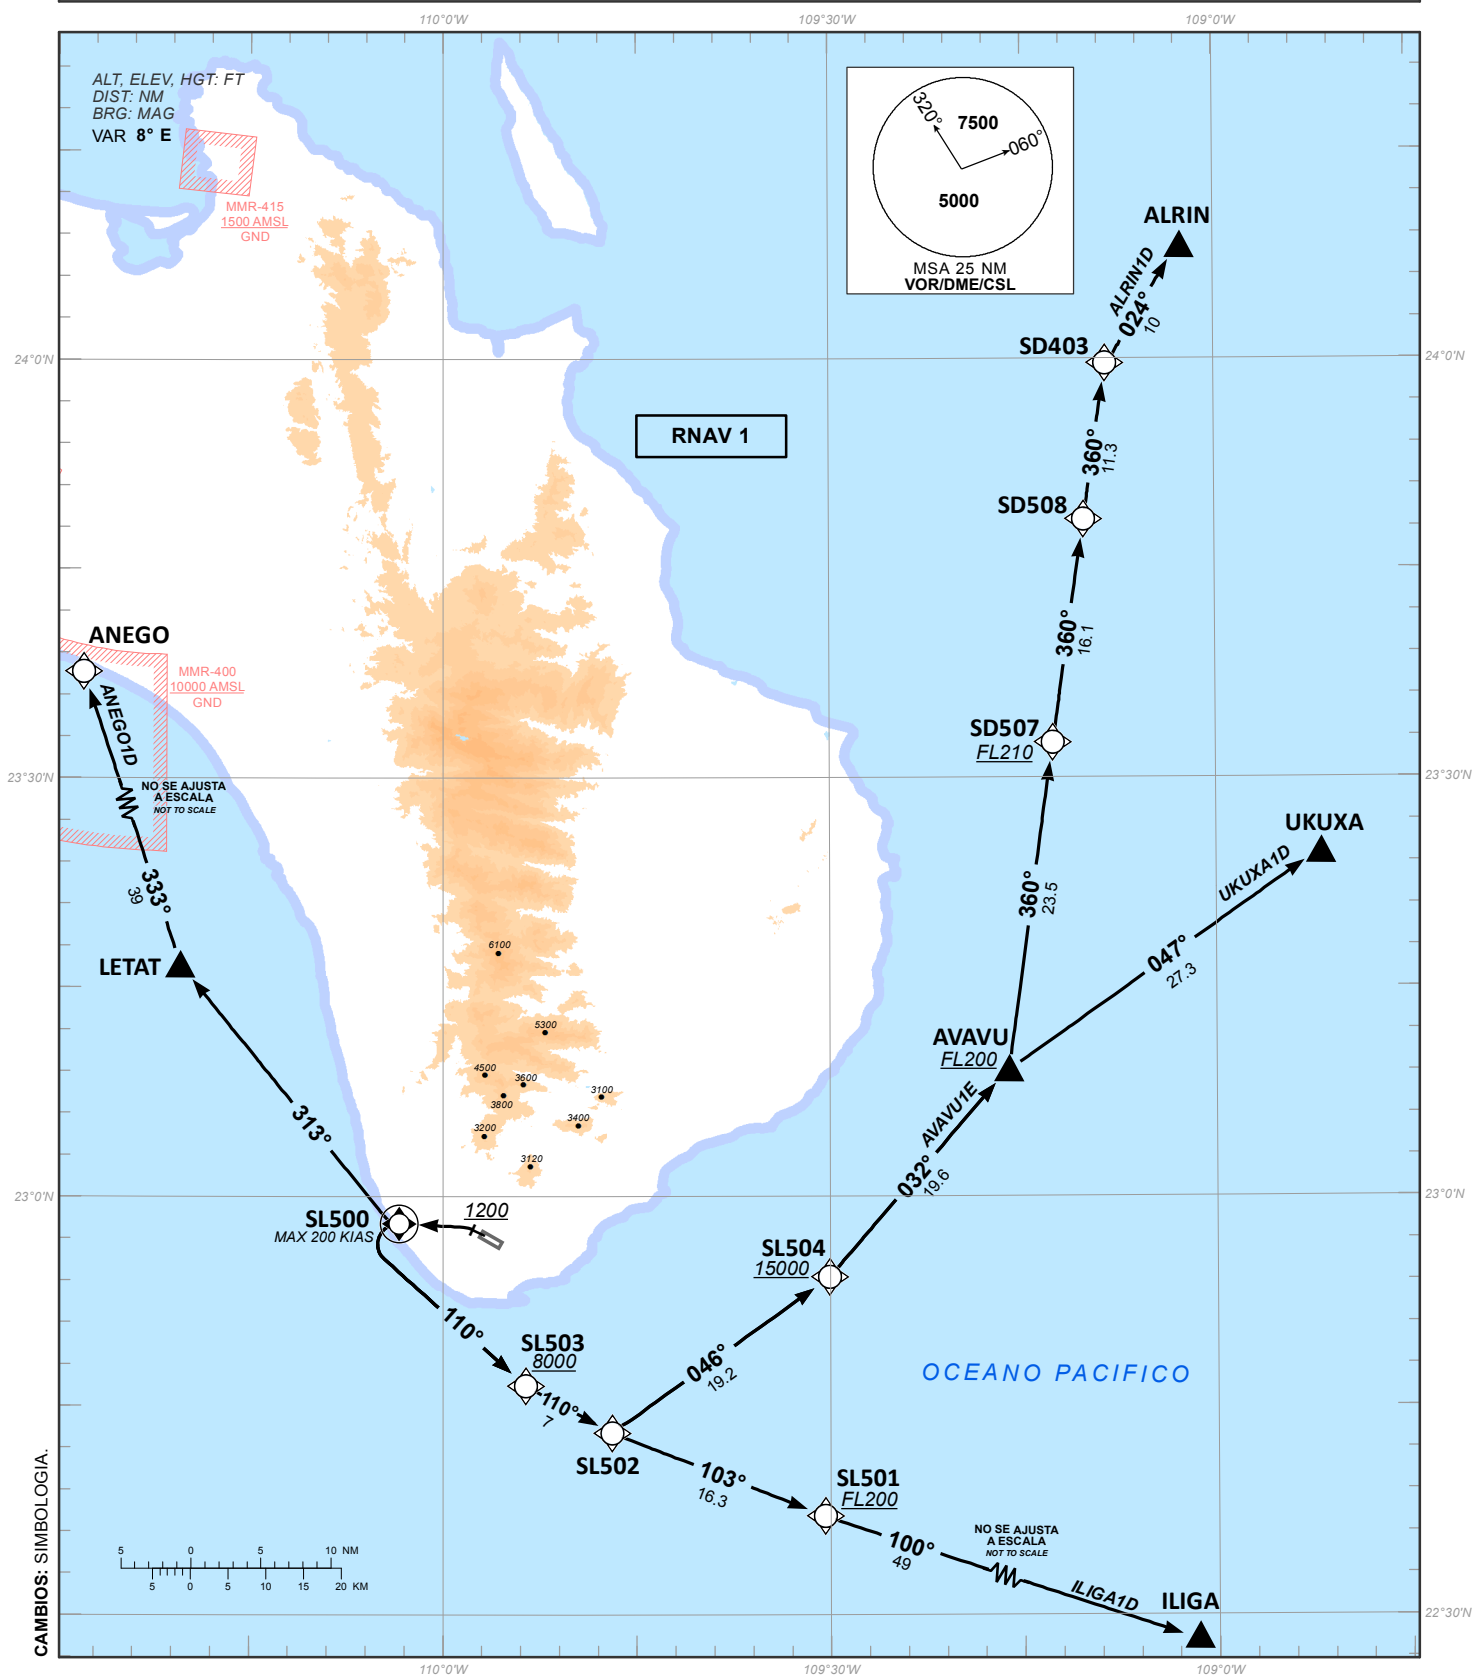 110°0'W
109°30'W
109°0'W
ALT, ELEV, HGT: FT
DIST: NM
BRG: MAG
VAR 8° E
MMR-415
1500 AMSL
GND
320°
7500
060°
5000
MSA 25 NM
VOR/DME/CSL
ALRIN
ALRIN1D
024°
10
SD403
24°0'N
24°0'N
RNAV 1
360°
11.3
SD508
360°
16.1
ANEGO
MMR-400
10000 AMSL
GND
ANEGO1D
SD507
FL210
23°30'N
23°30'N
NO SE AJUSTA
A ESCALA
NOT TO SCALE
UKUXA
UKUXA1D
333°
39
360°
23.5
047°
27.3
LETAT
6100
5300
AVAVU
FL200
4500
3600
3100
3800
3400
3200
3120
AVAVU1E
313°
032°
19.6
23°0'N
23°0'N
SL500
MAX 200 KIAS
1200
SL504
15000
110°
SL503
8000
046°
19.2
OCEANO PACIFICO
110°
7
SL502
103°
16.3
SL501
FL200
100°
49
NO SE AJUSTA
A ESCALA
NOT TO SCALE
ILIGA1D
ILIGA
CAMBIOS: SIMBOLOGIA.
5 0 5 10 NM
5 0 5 10 15 20 KM
22°30'N
110°0'W
109°30'W
109°0'W